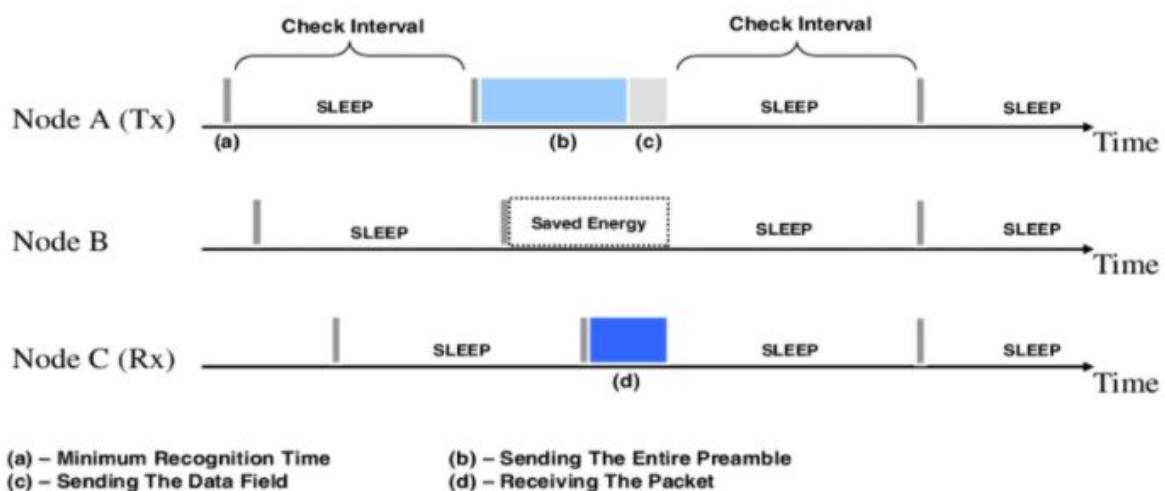 Check Interval
Check Interval
Node A (Tx)
SLEEP
SLEEP
SLEEP
(a)
(b)
(c)
Time
Node B
SLEEP
Saved Energy
SLEEP
SLEEP
Time
Node C (Rx)
SLEEP
SLEEP
SLEEP
(d)
Time
(a) – Minimum Recognition Time
(b) – Sending The Entire Preamble
(c) – Sending The Data Field
(d) – Receiving The Packet